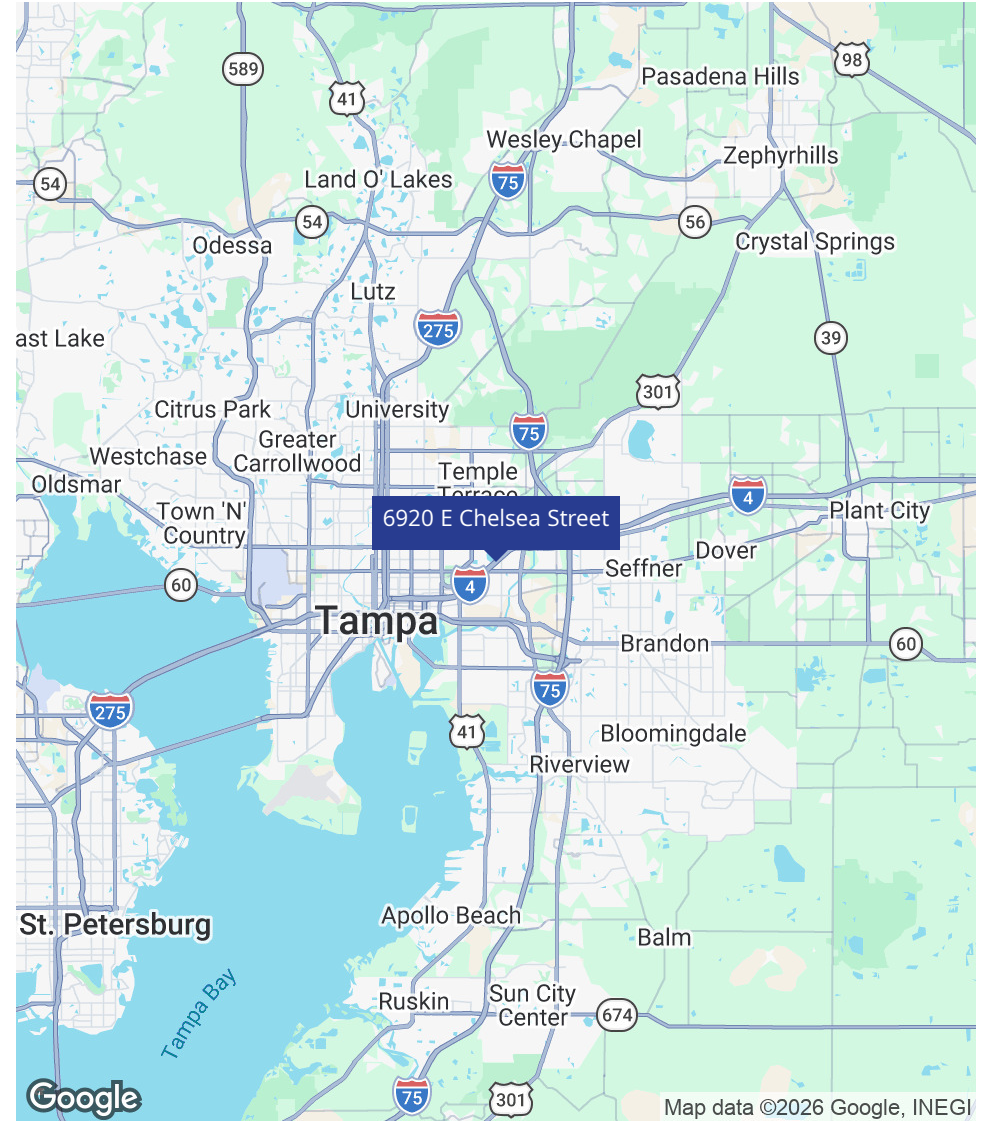 98
589
Pasadena Hills
41
Wesley Chapel
Zephyrhills
Land O' Lakes
75
54
54
56
Odessa
Crystal Springs
Lutz
275
ast Lake
39
301
Citrus Park
University
75
Greater
Carrollwood
Westchase
Temple
Terrace
Oldsmar
4
Town 'N'
Country
Plant City
6920 E Chelsea Street
Dover
Seffner
60
4
Tampa
Brandon
60
75
275
41
Bloomingdale
Riverview
Apollo Beach
St. Petersburg
Balm
Tampa Bay
Ruskin
Sun City
Center
674
75
301
Google
Map data ©2026 Google, INEGI